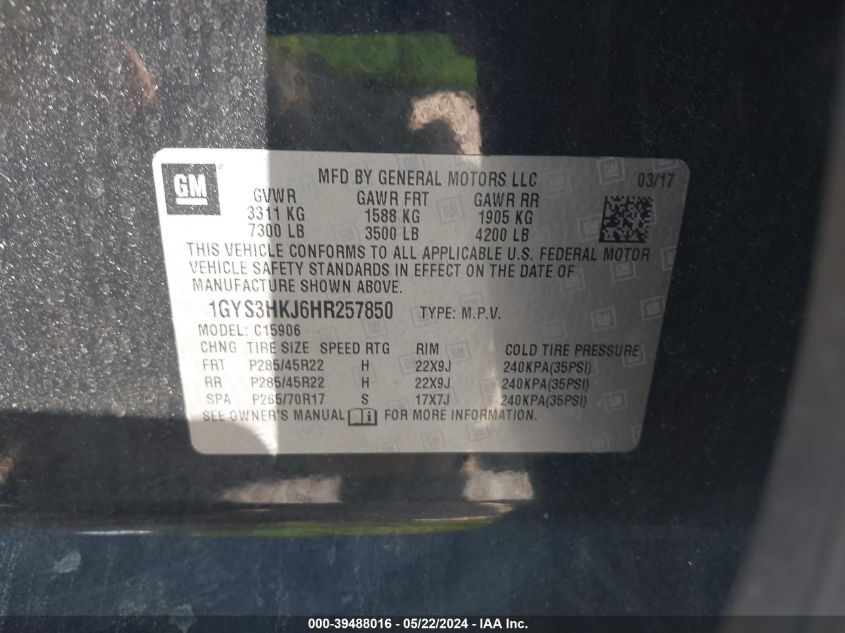 GM
MFD BY GENERAL MOTORS LLC 03/17
GVWR GAWR FRT GAWR RR
3311 KG 1588 KG 1905 KG
7300 LB 3500 LB 4200 LB
THIS VEHICLE CONFORMS TO ALL APPLICABLE U.S. FEDERAL MOTOR
VEHICLE SAFETY STANDARDS IN EFFECT ON THE DATE OF
MANUFACTURE SHOWN ABOVE.
1GYS3HKJ6HR257850 TYPE: M.P.V.
MODEL: C15906
CHNG TIRE SIZE SPEED RTG RIM COLD TIRE PRESSURE
FRT P285/45R22 H 22X9J 240KPA(35PSI)
RR P285/45R22 H 22X9J 240KPA(35PSI)
SPA P265/70R17 S 17X7J 240KPA(35PSI)
SEE OWNER'S MANUAL FOR MORE INFORMATION.
000-39488016 - 05/22/2024 - IAA Inc.